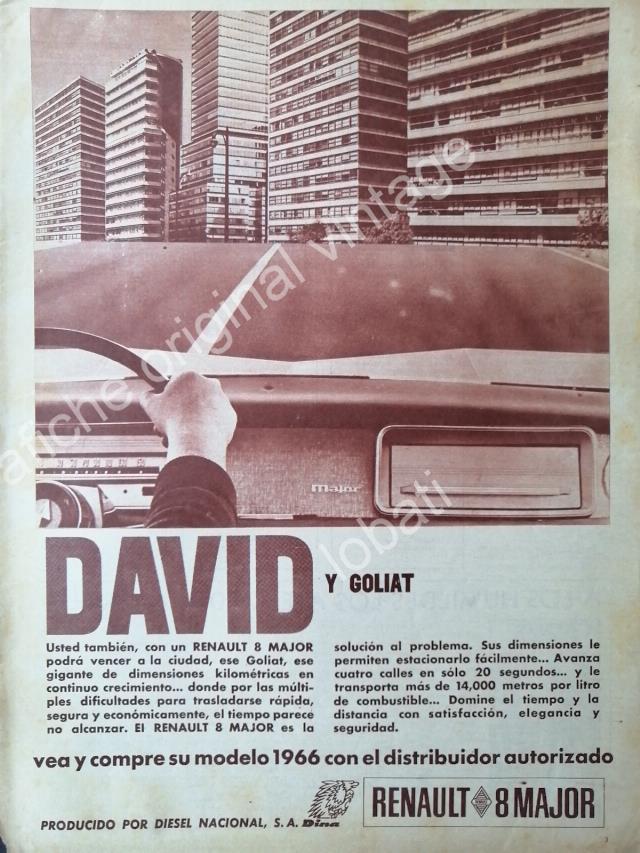 afiche original vintage
lobati
Major
DAVID
Y GOLIAT
Usted también, con un RENAULT 8 MAJOR
podrá vencer a la ciudad, ese Goliat, ese
gigante de dimensiones kilométricas en
continuo crecimiento... donde por las múlti-
ples dificultades para trasladarse rápida,
segura y económicamente, el tiempo parece
no alcanzar. El RENAULT 8 MAJOR es la
solución al problema. Sus dimensiones le
permiten estacionarlo fácilmente... Avanza
cuatro calles en sólo 20 segundos... y le
transporta más de 14,000 metros por litro
de combustible... Domine el tiempo y la
distancia con satisfacción, elegancia y
seguridad.
vea y compre su modelo 1966 con el distribuidor autorizado
PRODUCIDO POR DIESEL NACIONAL, S. A. Dina
RENAULT 8 MAJOR